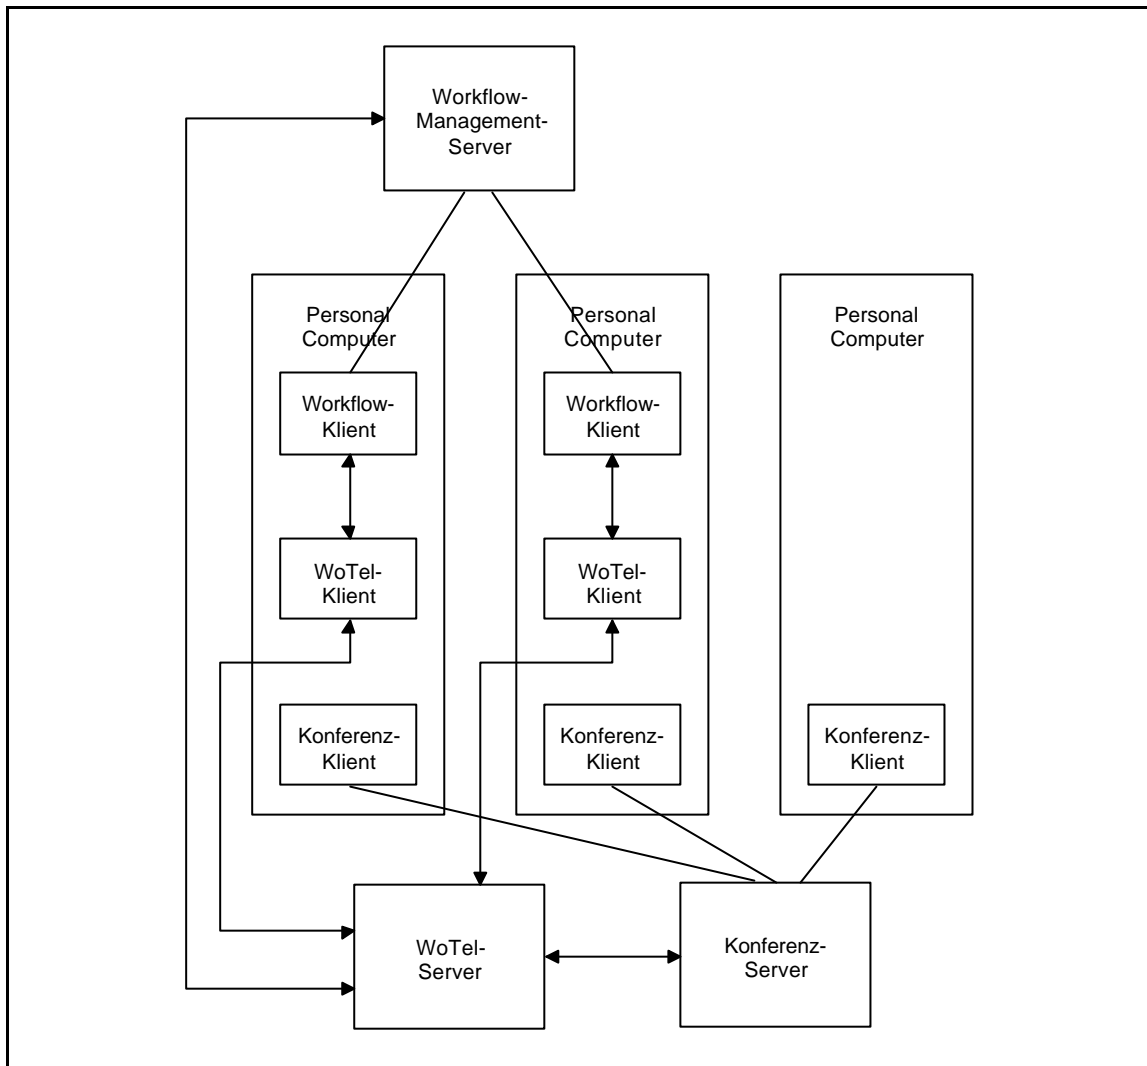 Workflow-
Management-
Server
Personal
Computer
Workflow-
Klient
WoTel-
Klient
Konferenz-
Klient
Personal
Computer
Workflow-
Klient
WoTel-
Klient
Konferenz-
Klient
Personal
Computer
Konferenz-
Klient
WoTel-
Server
Konferenz-
Server